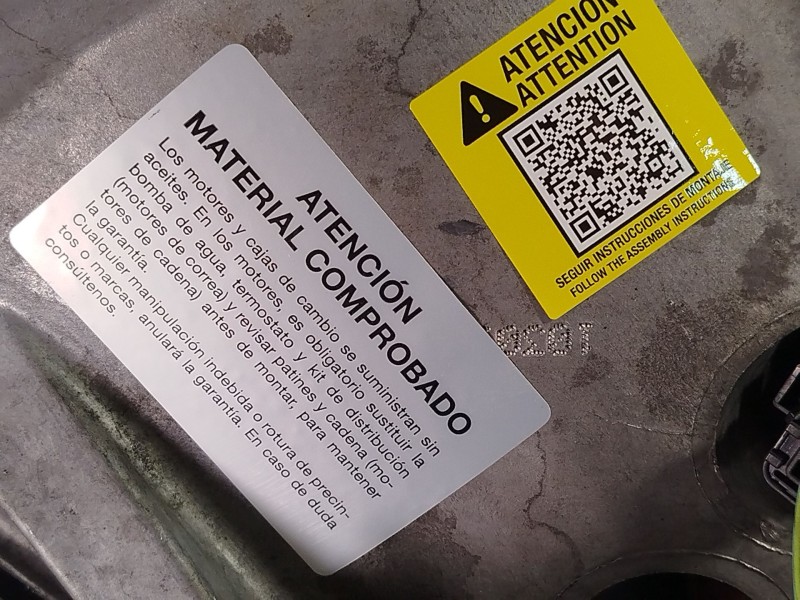 ATENCIÓN
MATERIAL COMPROBADO
Los motores y cajas de cambio se suministran sin
aceites. En los motores, es obligatorio sustituir la
bomba de agua, termostato y kit de distribución
(motores de correa) y revisar patines y cadena (mo-
tores de cadena) antes de montar, para mantener
la garantía.
Cualquier manipulación indebida o rotura de precin-
tos o marcas, anulará la garantía. En caso de duda
consúltenos.
ATENCIÓN
ATTENTION
SEGUIR INSTRUCCIONES DE MONTAJE
FOLLOW THE ASSEMBLY INSTRUCTIONS